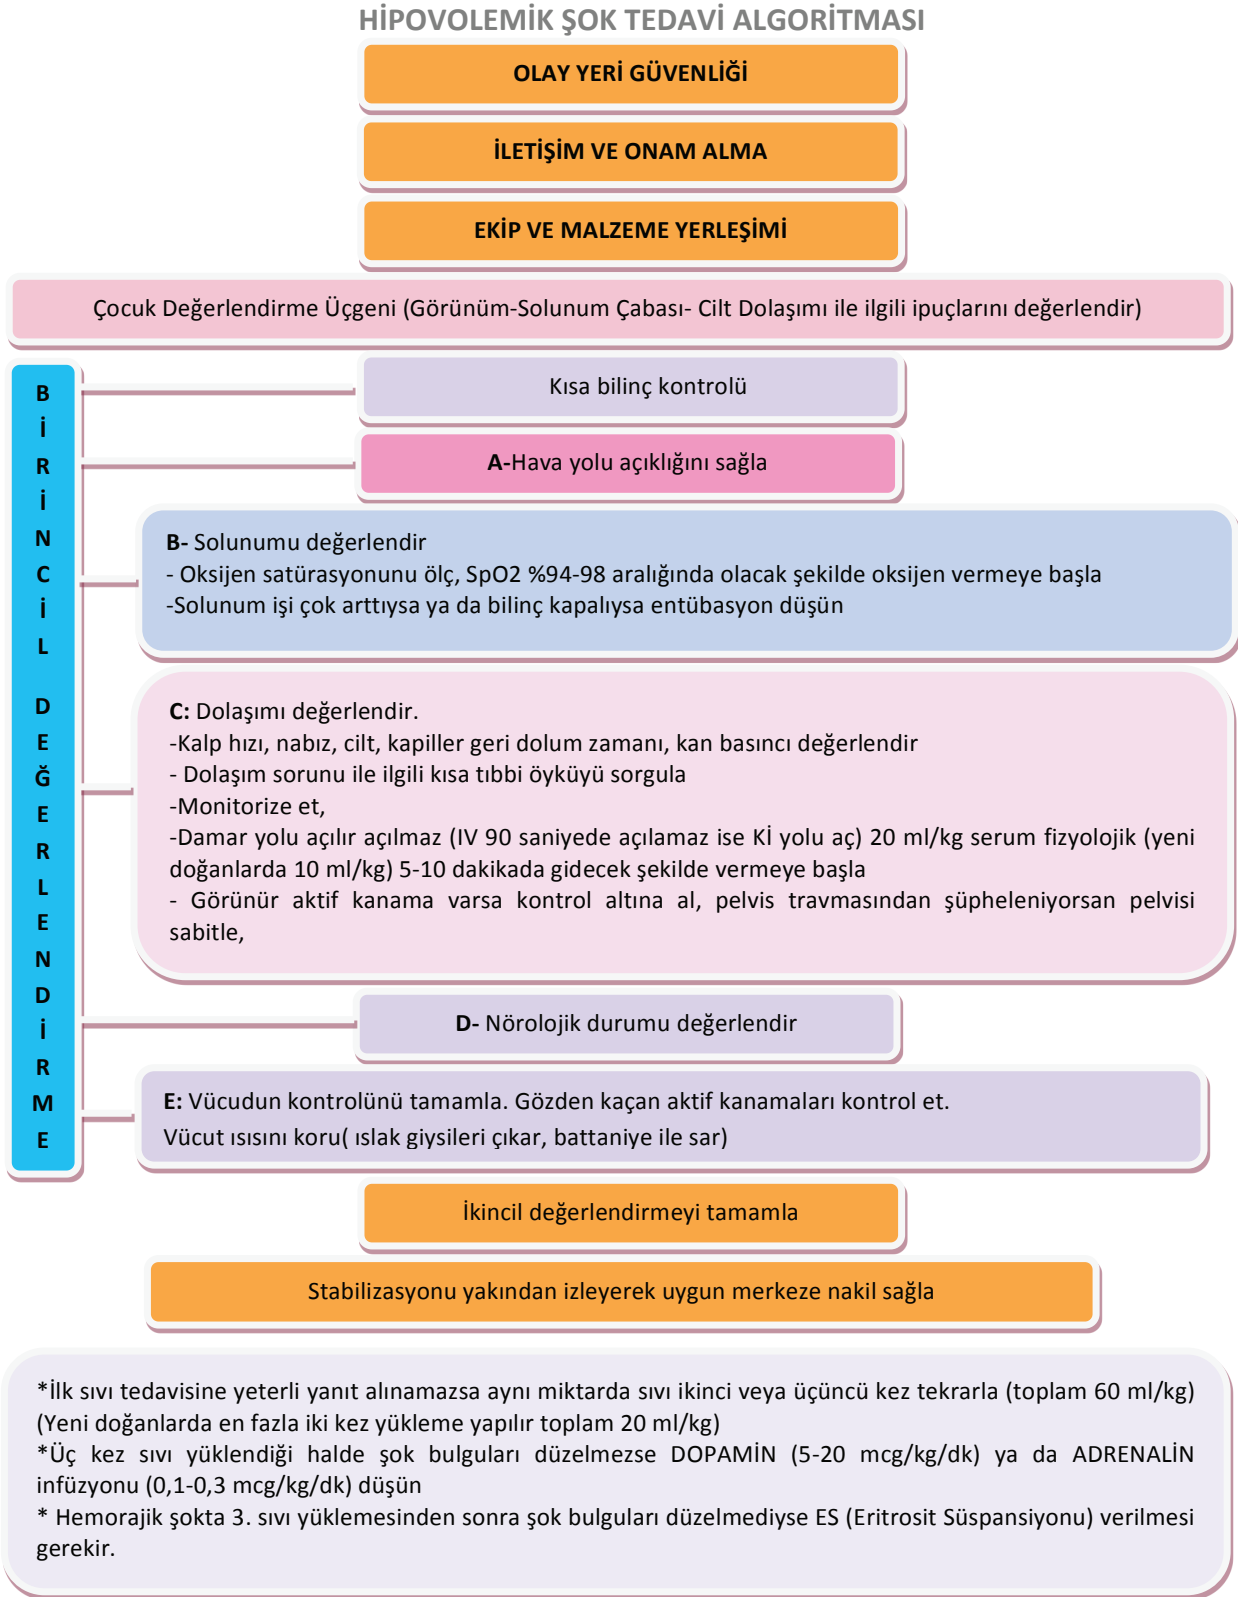 HİPOVOLEMİK ŞOK TEDAVİ ALGORİTMASI
OLAY YERİ GÜVENLİĞİ
İLETİŞİM VE ONAM ALMA
EKİP VE MALZEME YERLEŞİMİ
Çocuk Değerlendirme Üçgeni (Görünüm-Solunum Çabası- Cilt Dolaşımı ile ilgili ipuçlarını değerlendir)
BİRİNCİL DEĞERLENDİRME
Kısa bilinç kontrolü
A-Hava yolu açıklığını sağla
B- Solunumu değerlendir
- Oksijen satürasyonunu ölç, SpO2 %94-98 aralığında olacak şekilde oksijen vermeye başla
-Solunum işi çok arttıysa ya da bilinç kapalıysa entübasyon düşün
C: Dolaşımı değerlendir.
-Kalp hızı, nabız, cilt, kapiller geri dolum zamanı, kan basıncı değerlendir
- Dolaşım sorunu ile ilgili kısa tıbbi öyküyü sorgula
-Monitorize et,
-Damar yolu açılır açılmaz (IV 90 saniyede açılamaz ise Kİ yolu aç) 20 ml/kg serum fizyolojik (yeni
doğanlarda 10 ml/kg) 5-10 dakikada gidecek şekilde vermeye başla
- Görünür aktif kanama varsa kontrol altına al, pelvis travmasından şüpheleniyorsan pelvisi
sabitle,
D- Nörolojik durumu değerlendir
E: Vücudun kontrolünü tamamla. Gözden kaçan aktif kanamaları kontrol et.
Vücut ısısını koru( ıslak giysileri çıkar, battaniye ile sar)
İkincil değerlendirmeyi tamamla
Stabilizasyonu yakından izleyerek uygun merkeze nakil sağla
*İlk sıvı tedavisine yeterli yanıt alınamazsa aynı miktarda sıvı ikinci veya üçüncü kez tekrarla (toplam 60 ml/kg)
(Yeni doğanlarda en fazla iki kez yükleme yapılır toplam 20 ml/kg)
*Üç kez sıvı yüklendiği halde şok bulguları düzelmezse DOPAMİN (5-20 mcg/kg/dk) ya da ADRENALİN
infüzyonu (0,1-0,3 mcg/kg/dk) düşün
* Hemorajik şokta 3. sıvı yüklemesinden sonra şok bulguları düzelmediyse ES (Eritrosit Süspansiyonu) verilmesi
gerekir.